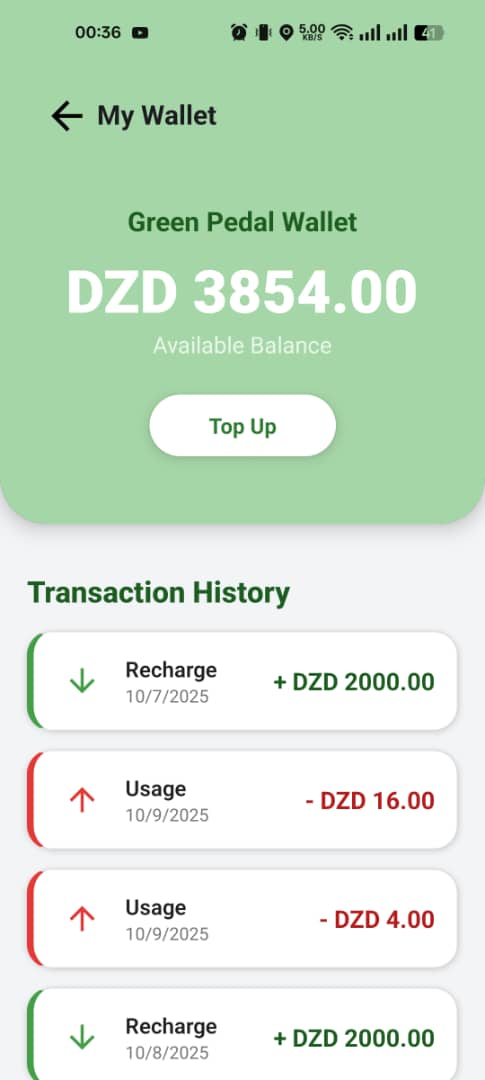 00:36
5.00
KB/S
41
My Wallet
Green Pedal Wallet
DZD 3854.00
Available Balance
Top Up
Transaction History
Recharge
10/7/2025
+ DZD 2000.00
Usage
10/9/2025
- DZD 16.00
Usage
10/9/2025
- DZD 4.00
Recharge
10/8/2025
+ DZD 2000.00